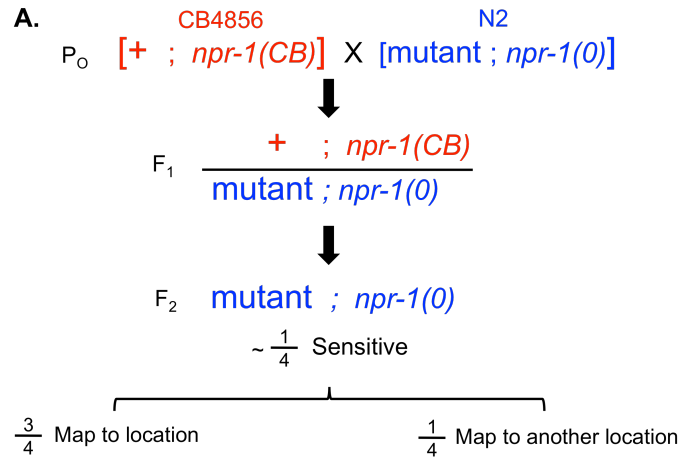 A.
CB4856 N2
P₀ [+ ; npr-1(CB)] X [mutant ; npr-1(0)]
F₁ + ; npr-1(CB)
mutant ; npr-1(0)
F₂ mutant ; npr-1(0)
~ 1/4 Sensitive
3/4 Map to location 1/4 Map to another location